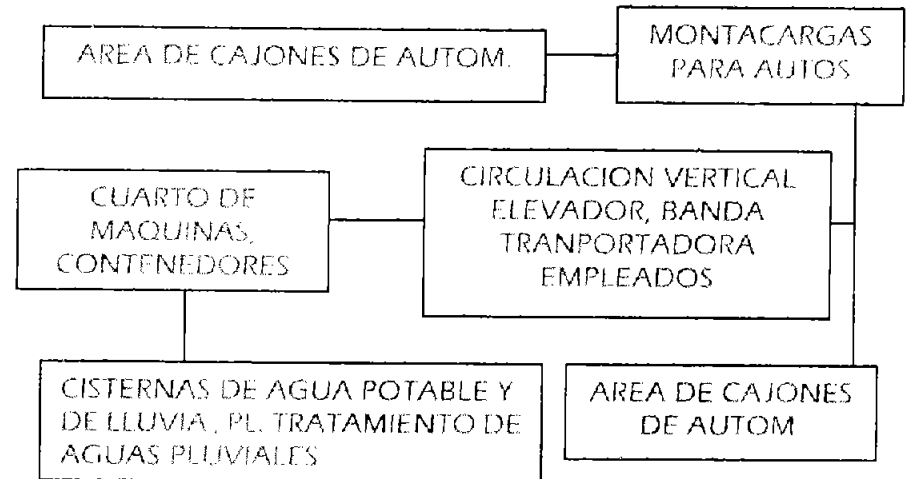 AREA DE CAJONES DE AUTOM.
MONTACARGAS
PARA AUTOS
CUARTO DE
MAQUINAS,
CONTENEDORES
CIRCULACION VERTICAL
ELEVADOR, BANDA
TRANPORTADORA
EMPLEADOS
CISTERNAS DE AGUA POTABLE Y
DE LLUVIA, PL. TRATAMIENTO DE
AGUAS PLUVIALES
AREA DE CAJONES
DE AUTOM